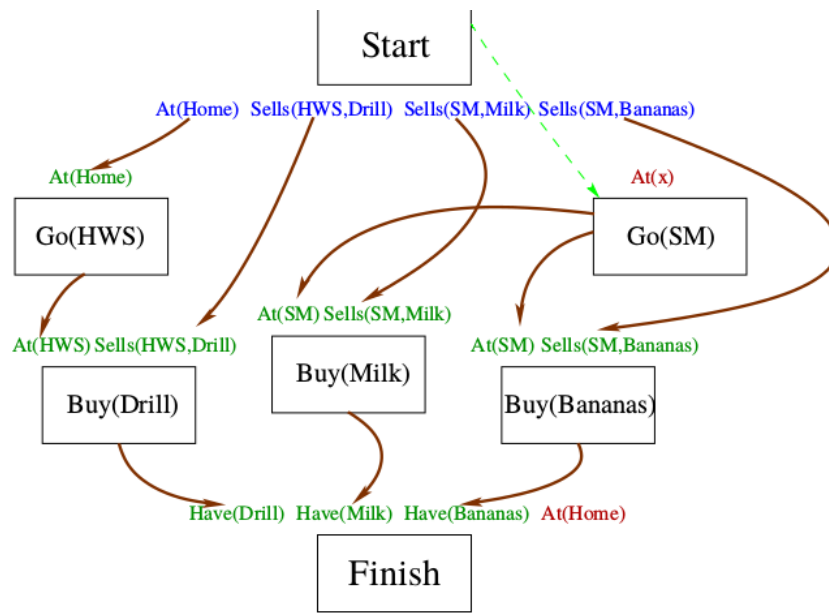 Start
At(Home) Sells(HWS,Drill) Sells(SM,Milk) Sells(SM,Bananas)
At(Home) At(x)
Go(HWS) Go(SM)
At(SM) Sells(SM,Milk)
At(HWS) Sells(HWS,Drill) At(SM) Sells(SM,Bananas)
Buy(Milk)
Buy(Drill) Buy(Bananas)
Have(Drill) Have(Milk) Have(Bananas) At(Home)
Finish